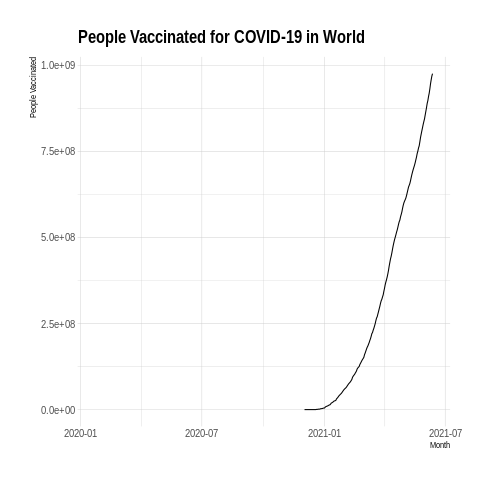 People Vaccinated for COVID-19 in World
People Vaccinated
1.0e+09
7.5e+08
5.0e+08
2.5e+08
0.0e+00
2020-01 2020-07 2021-01 2021-07
Month